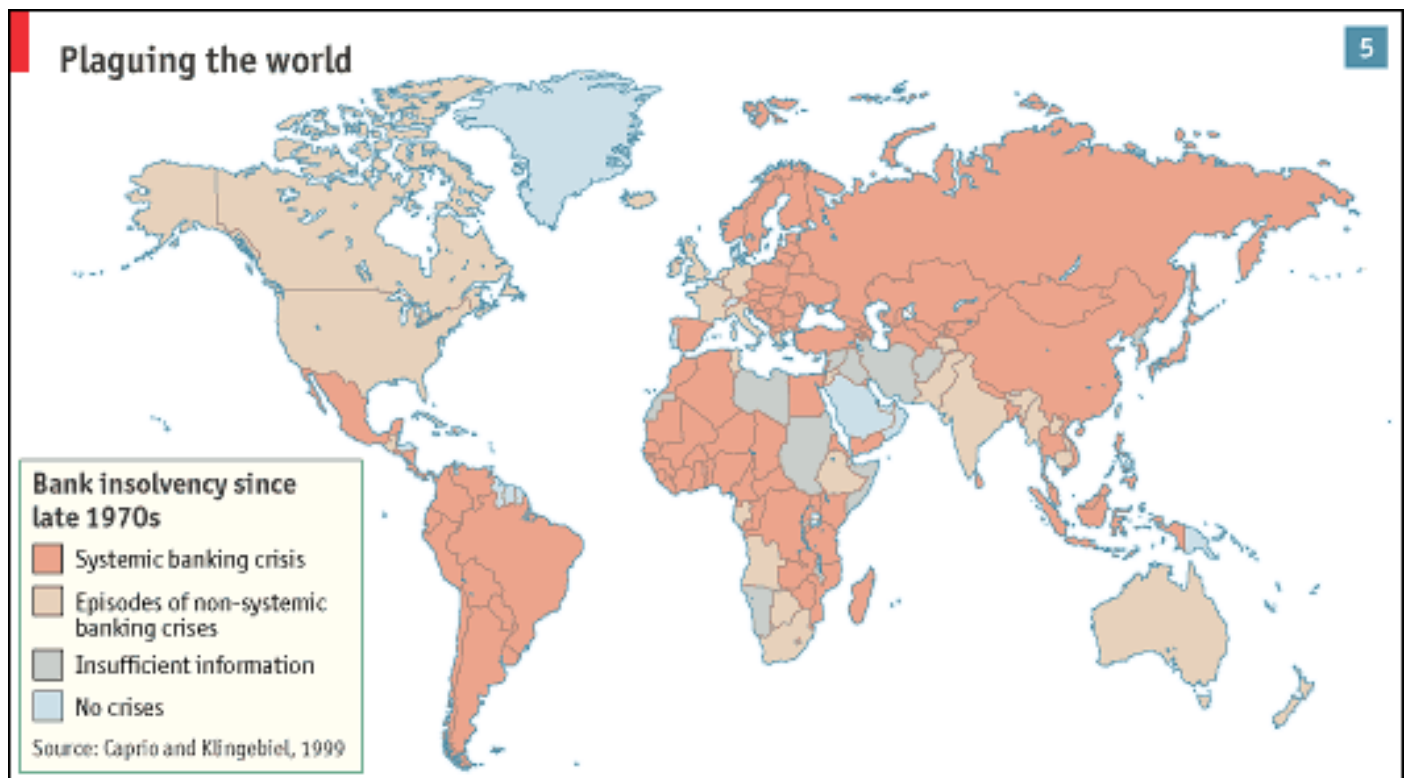 Plaguing the world
5
Bank insolvency since
late 1970s
Systemic banking crisis
Episodes of non-systemic
banking crises
Insufficient information
No crises
Source: Caprio and Klingebiel, 1999